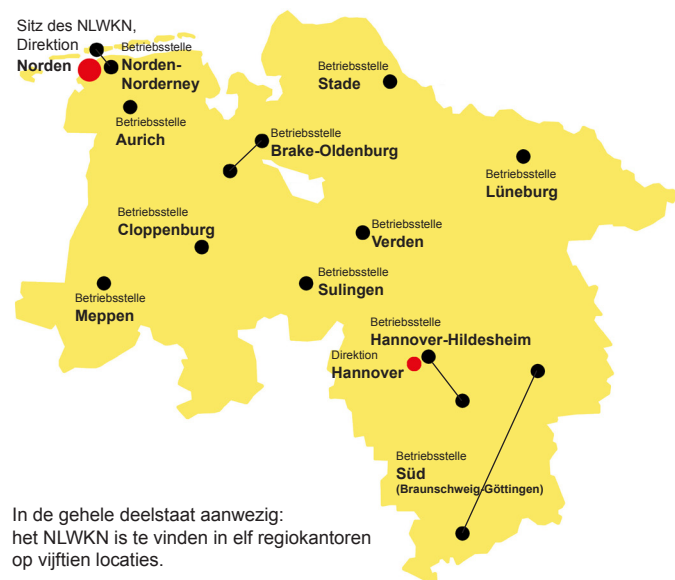 Sitz des NLWKN,
Direktion
Norden
Betriebsstelle
Norden-
Norderney
Betriebsstelle
Stade
Betriebsstelle
Aurich
Betriebsstelle
Brake-Oldenburg
Betriebsstelle
Lüneburg
Betriebsstelle
Cloppenburg
Betriebsstelle
Verden
Betriebsstelle
Meppen
Betriebsstelle
Sulingen
Betriebsstelle
Hannover-Hildesheim
Direktion
Hannover
Betriebsstelle
Süd
(Braunschweig-Göttingen)
In de gehele deelstaat aanwezig:
het NLWKN is te vinden in elf regiokantoren
op vijftien locaties.